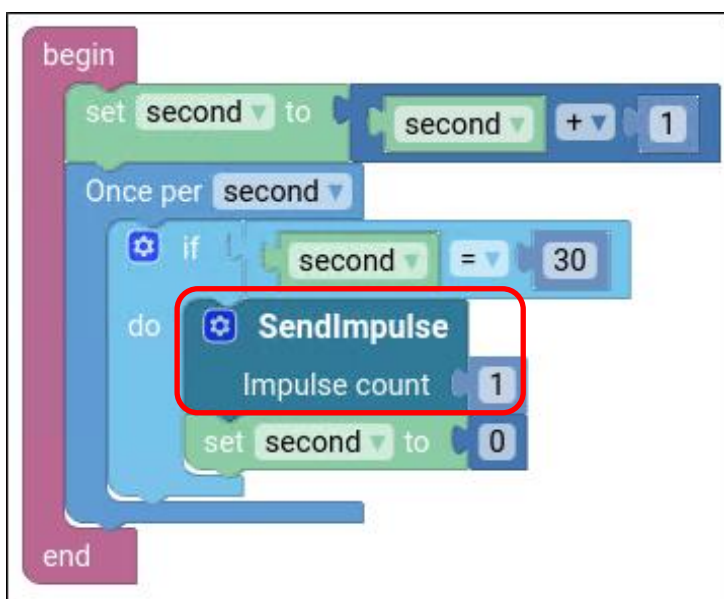 begin
set second to second + 1
Once per second
if second = 30
do SendImpulse
Impulse count 1
set second to 0
end